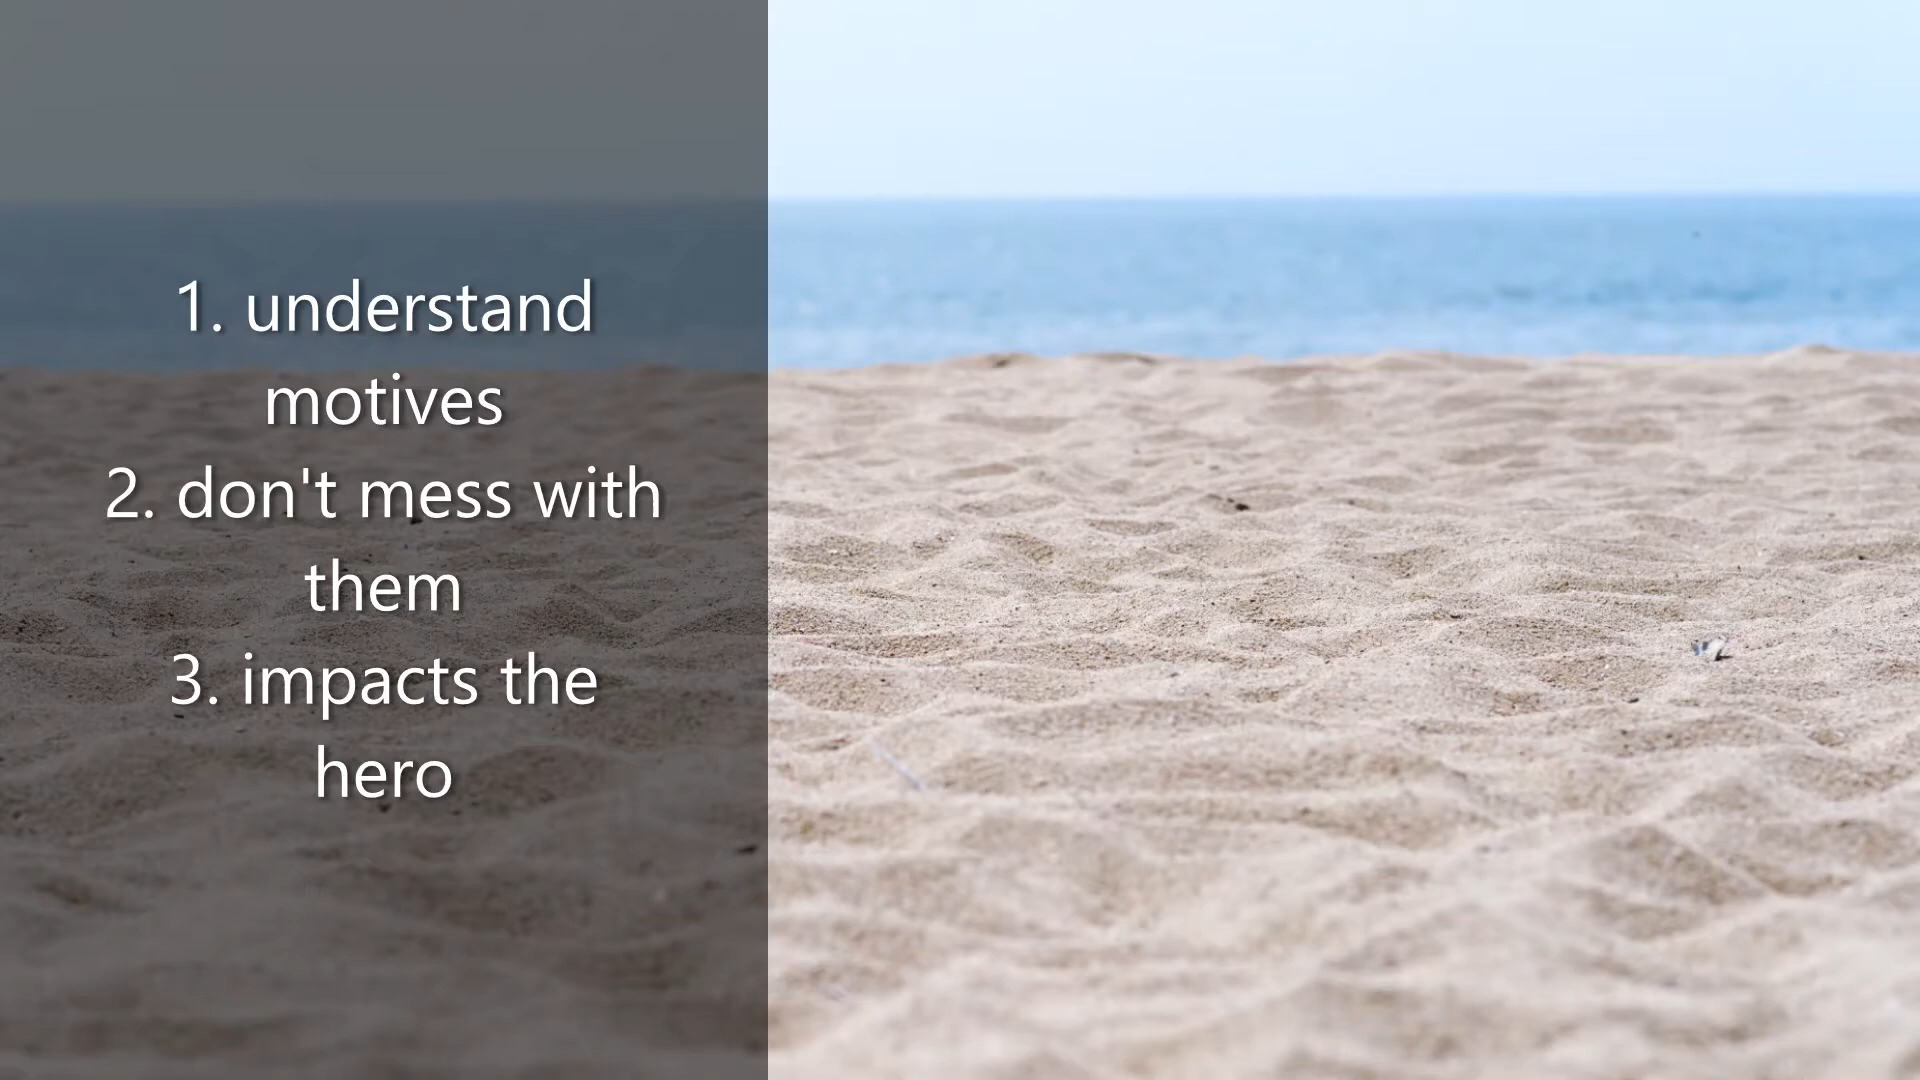 1. understand
motives
2. don't mess with
them
3. impacts the
hero